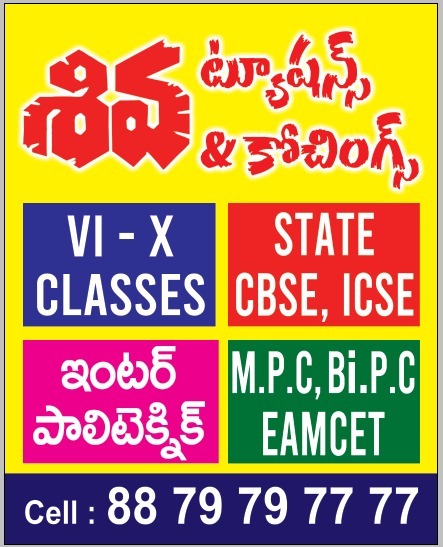 శివ ట్యూషన్స్
& కోచింగ్స్
VI - X
CLASSES
STATE
CBSE, ICSE
ఇంటర్
పాలిటెక్నిక్
M.P.C, Bi.P.C
EAMCET
Cell : 88 79 79 77 77